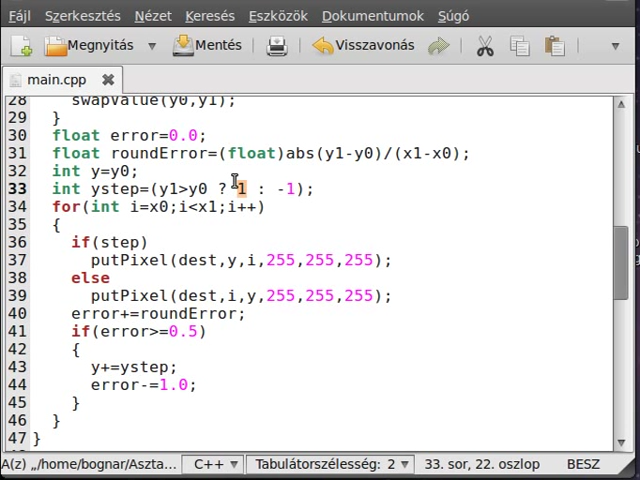 Fájl Szerkesztés Nézet Keresés Eszközök Dokumentumok Súgó
Megnyitás Mentés Visszavonás
main.cpp
28 swapValue(y0,y1);
29 }
30 float error=0.0;
31 float roundError=(float)abs(y1-y0)/(x1-x0);
32 int y=y0;
33 int ystep=(y1>y0 ? 1 : -1);
34 for(int i=x0;i<x1;i++)
35 {
36 if(step)
37 putPixel(dest,y,i,255,255,255);
38 else
39 putPixel(dest,i,y,255,255,255);
40 error+=roundError;
41 if(error>=0.5)
42 {
43 y+=ystep;
44 error-=1.0;
45 }
46 }
47 }
A(z) „/home/bognar/Aszta... C++ Tabulátorszélesség: 2 33. sor, 22. oszlop BESZ